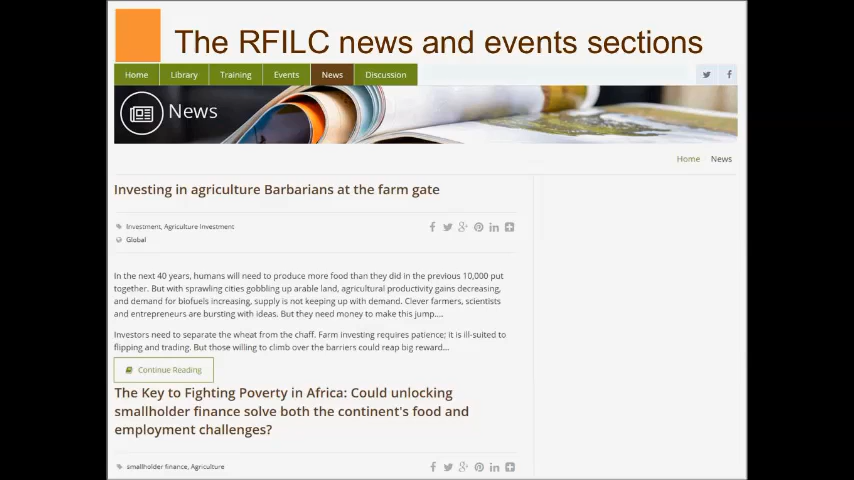 The RFILC news and events sections
Home Library Training Events News Discussion
News
Home News
Investing in agriculture Barbarians at the farm gate
Investment, Agriculture Investment
Global
In the next 40 years, humans will need to produce more food than they did in the previous 10,000 put
together. But with sprawling cities gobbling up arable land, agricultural productivity gains decreasing,
and demand for biofuels increasing, supply is not keeping up with demand. Clever farmers, scientists
and entrepreneurs are bursting with ideas. But they need money to make this jump....
Investors need to separate the wheat from the chaff. Farm investing requires patience; it is ill-suited to
flipping and trading. But those willing to climb over the barriers could reap big reward...
Continue Reading
The Key to Fighting Poverty in Africa: Could unlocking
smallholder finance solve both the continent's food and
employment challenges?
smallholder finance, Agriculture